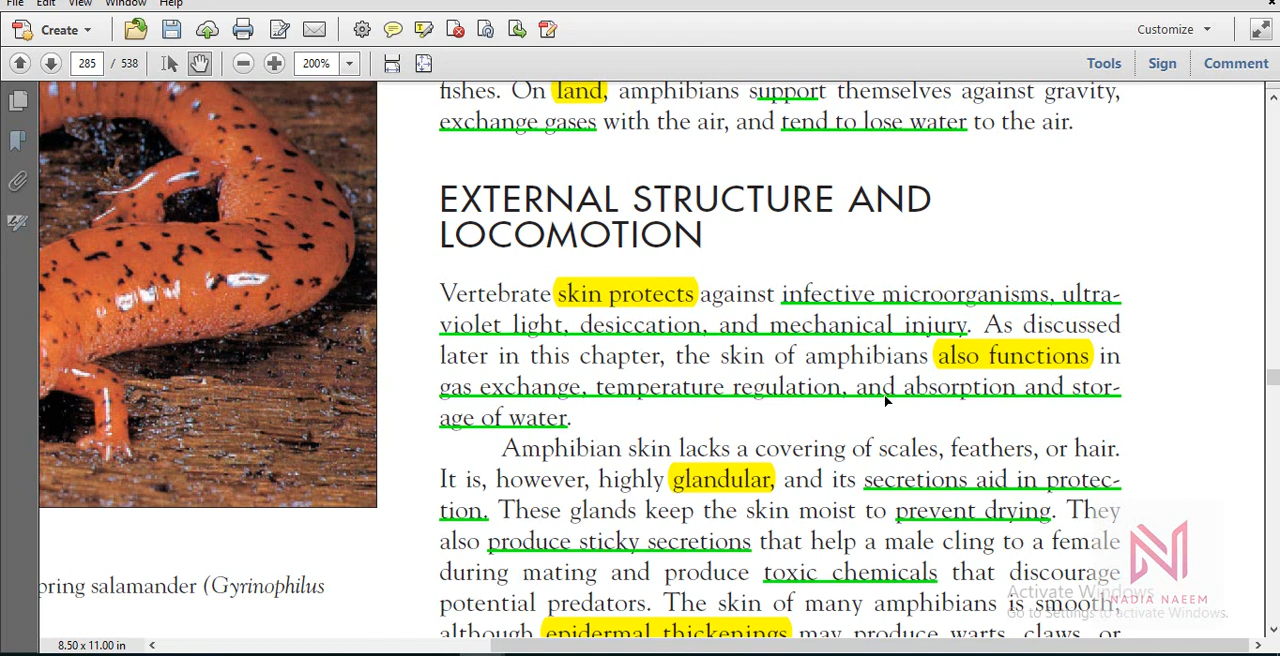 File Edit View Window Help
Create Customize
285 / 538 200% Tools Sign Comment
fishes. On land, amphibians support themselves against gravity,
exchange gases with the air, and tend to lose water to the air.
EXTERNAL STRUCTURE AND
LOCOMOTION
Vertebrate skin protects against infective microorganisms, ultra-
violet light, desiccation, and mechanical injury. As discussed
later in this chapter, the skin of amphibians also functions in
gas exchange, temperature regulation, and absorption and stor-
age of water.
Amphibian skin lacks a covering of scales, feathers, or hair.
It is, however, highly glandular, and its secretions aid in protec-
tion. These glands keep the skin moist to prevent drying. They
also produce sticky secretions that help a male cling to a female
during mating and produce toxic chemicals that discourage
potential predators. The skin of many amphibians is smooth,
although epidermal thickenings may produce warts, claws, or
pring salamander (Gyrinophilus
Activate Windows
NADIA NAEEM
Go to Settings to activate Windows.
8.50 x 11.00 in